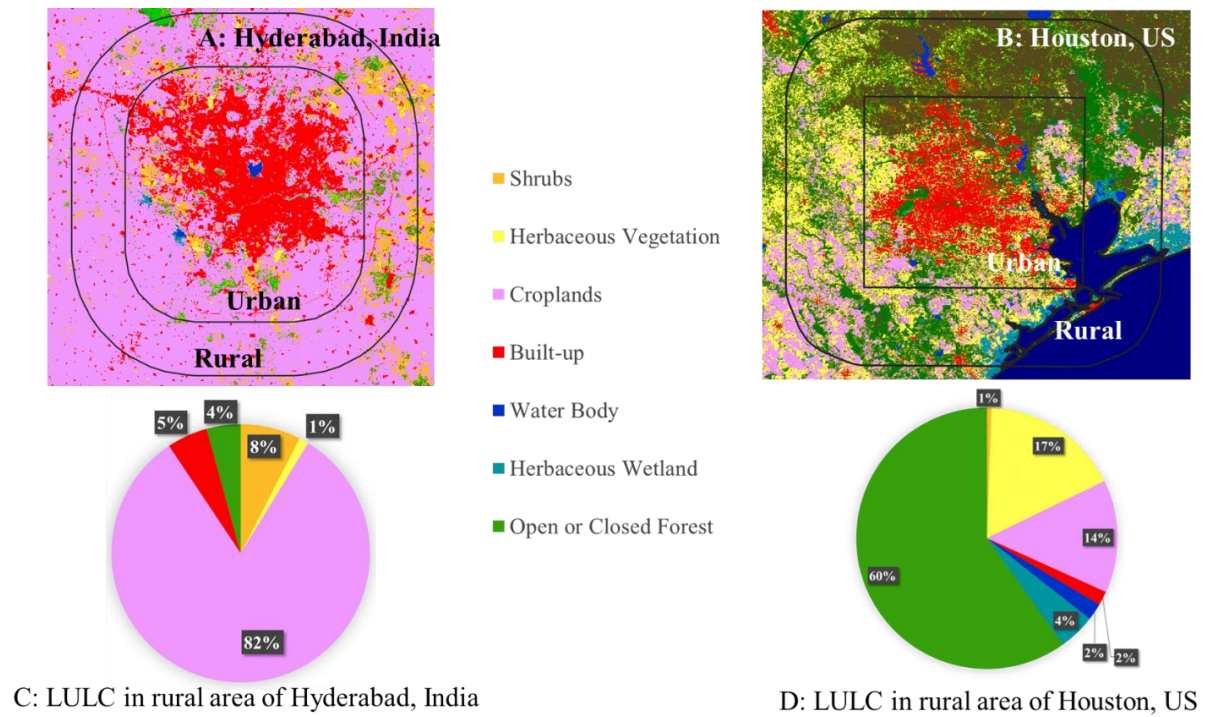 A: Hyderabad, India
Urban
Rural
B: Houston, US
Urban
Rural
Shrubs
Herbaceous Vegetation
Croplands
Built-up
Water Body
Herbaceous Wetland
Open or Closed Forest
5%
4%
8%
1%
82%
1%
17%
14%
60%
4%
2%
2%
C: LULC in rural area of Hyderabad, India
D: LULC in rural area of Houston, US